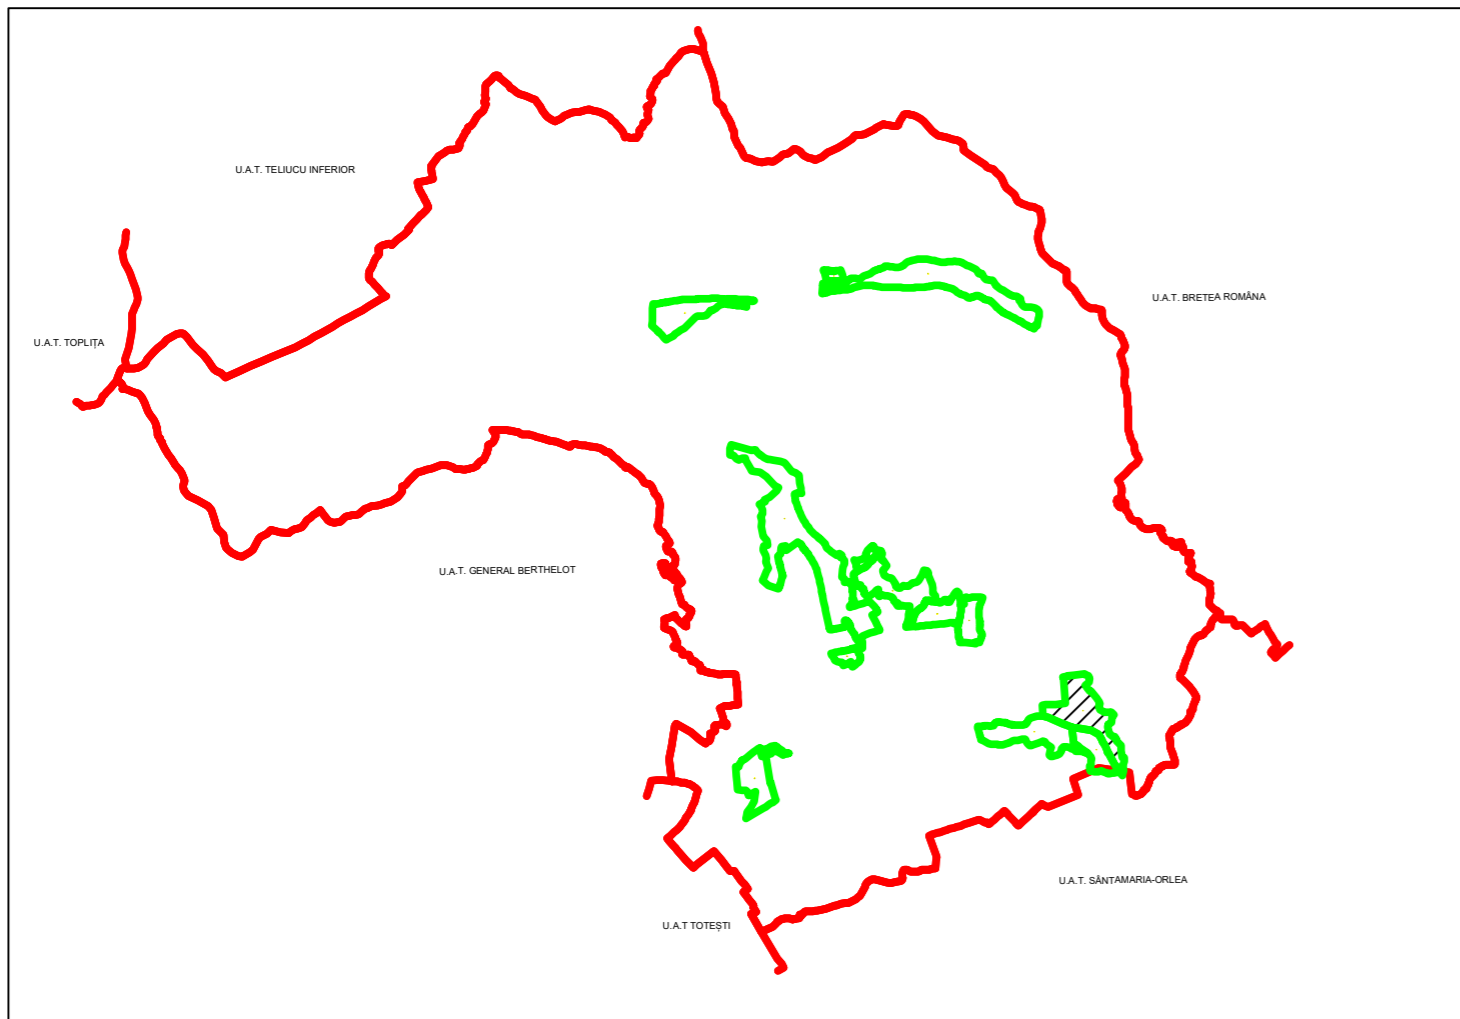 U.A.T. TELIUCU INFERIOR
U.A.T. BRETEA ROMÂNA
U.A.T. TOPLIȚA
U.A.T. GENERAL BERTHELOT
U.A.T. SÂNTAMARIA-ORLEA
U.A.T TOTEȘTI